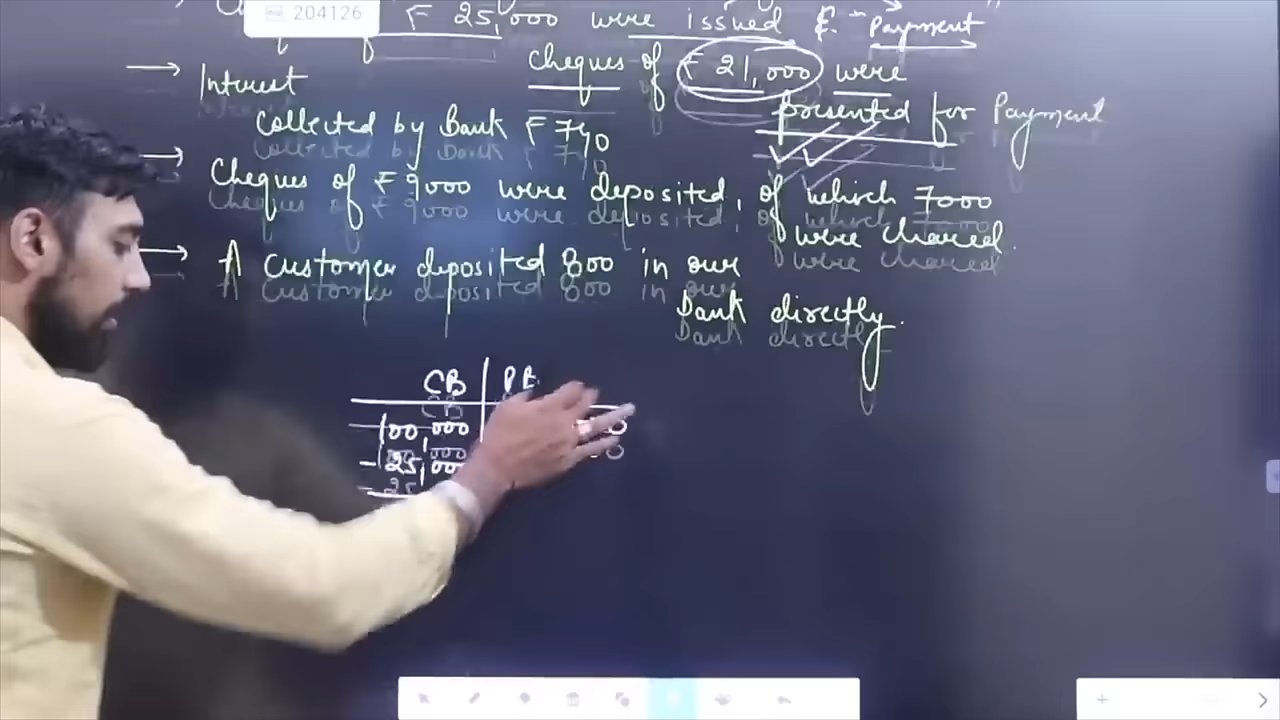 204126
₹ 25,000 were issued & Payment
cheques of ₹ 21,000 were
presented for Payment
→ Interest
Collected by Bank ₹ 790
→ Cheques of ₹ 9000 were deposited, of which 7000
were cleared.
→ A customer deposited 800 in our
bank directly.
CB
100,000
- 25,000